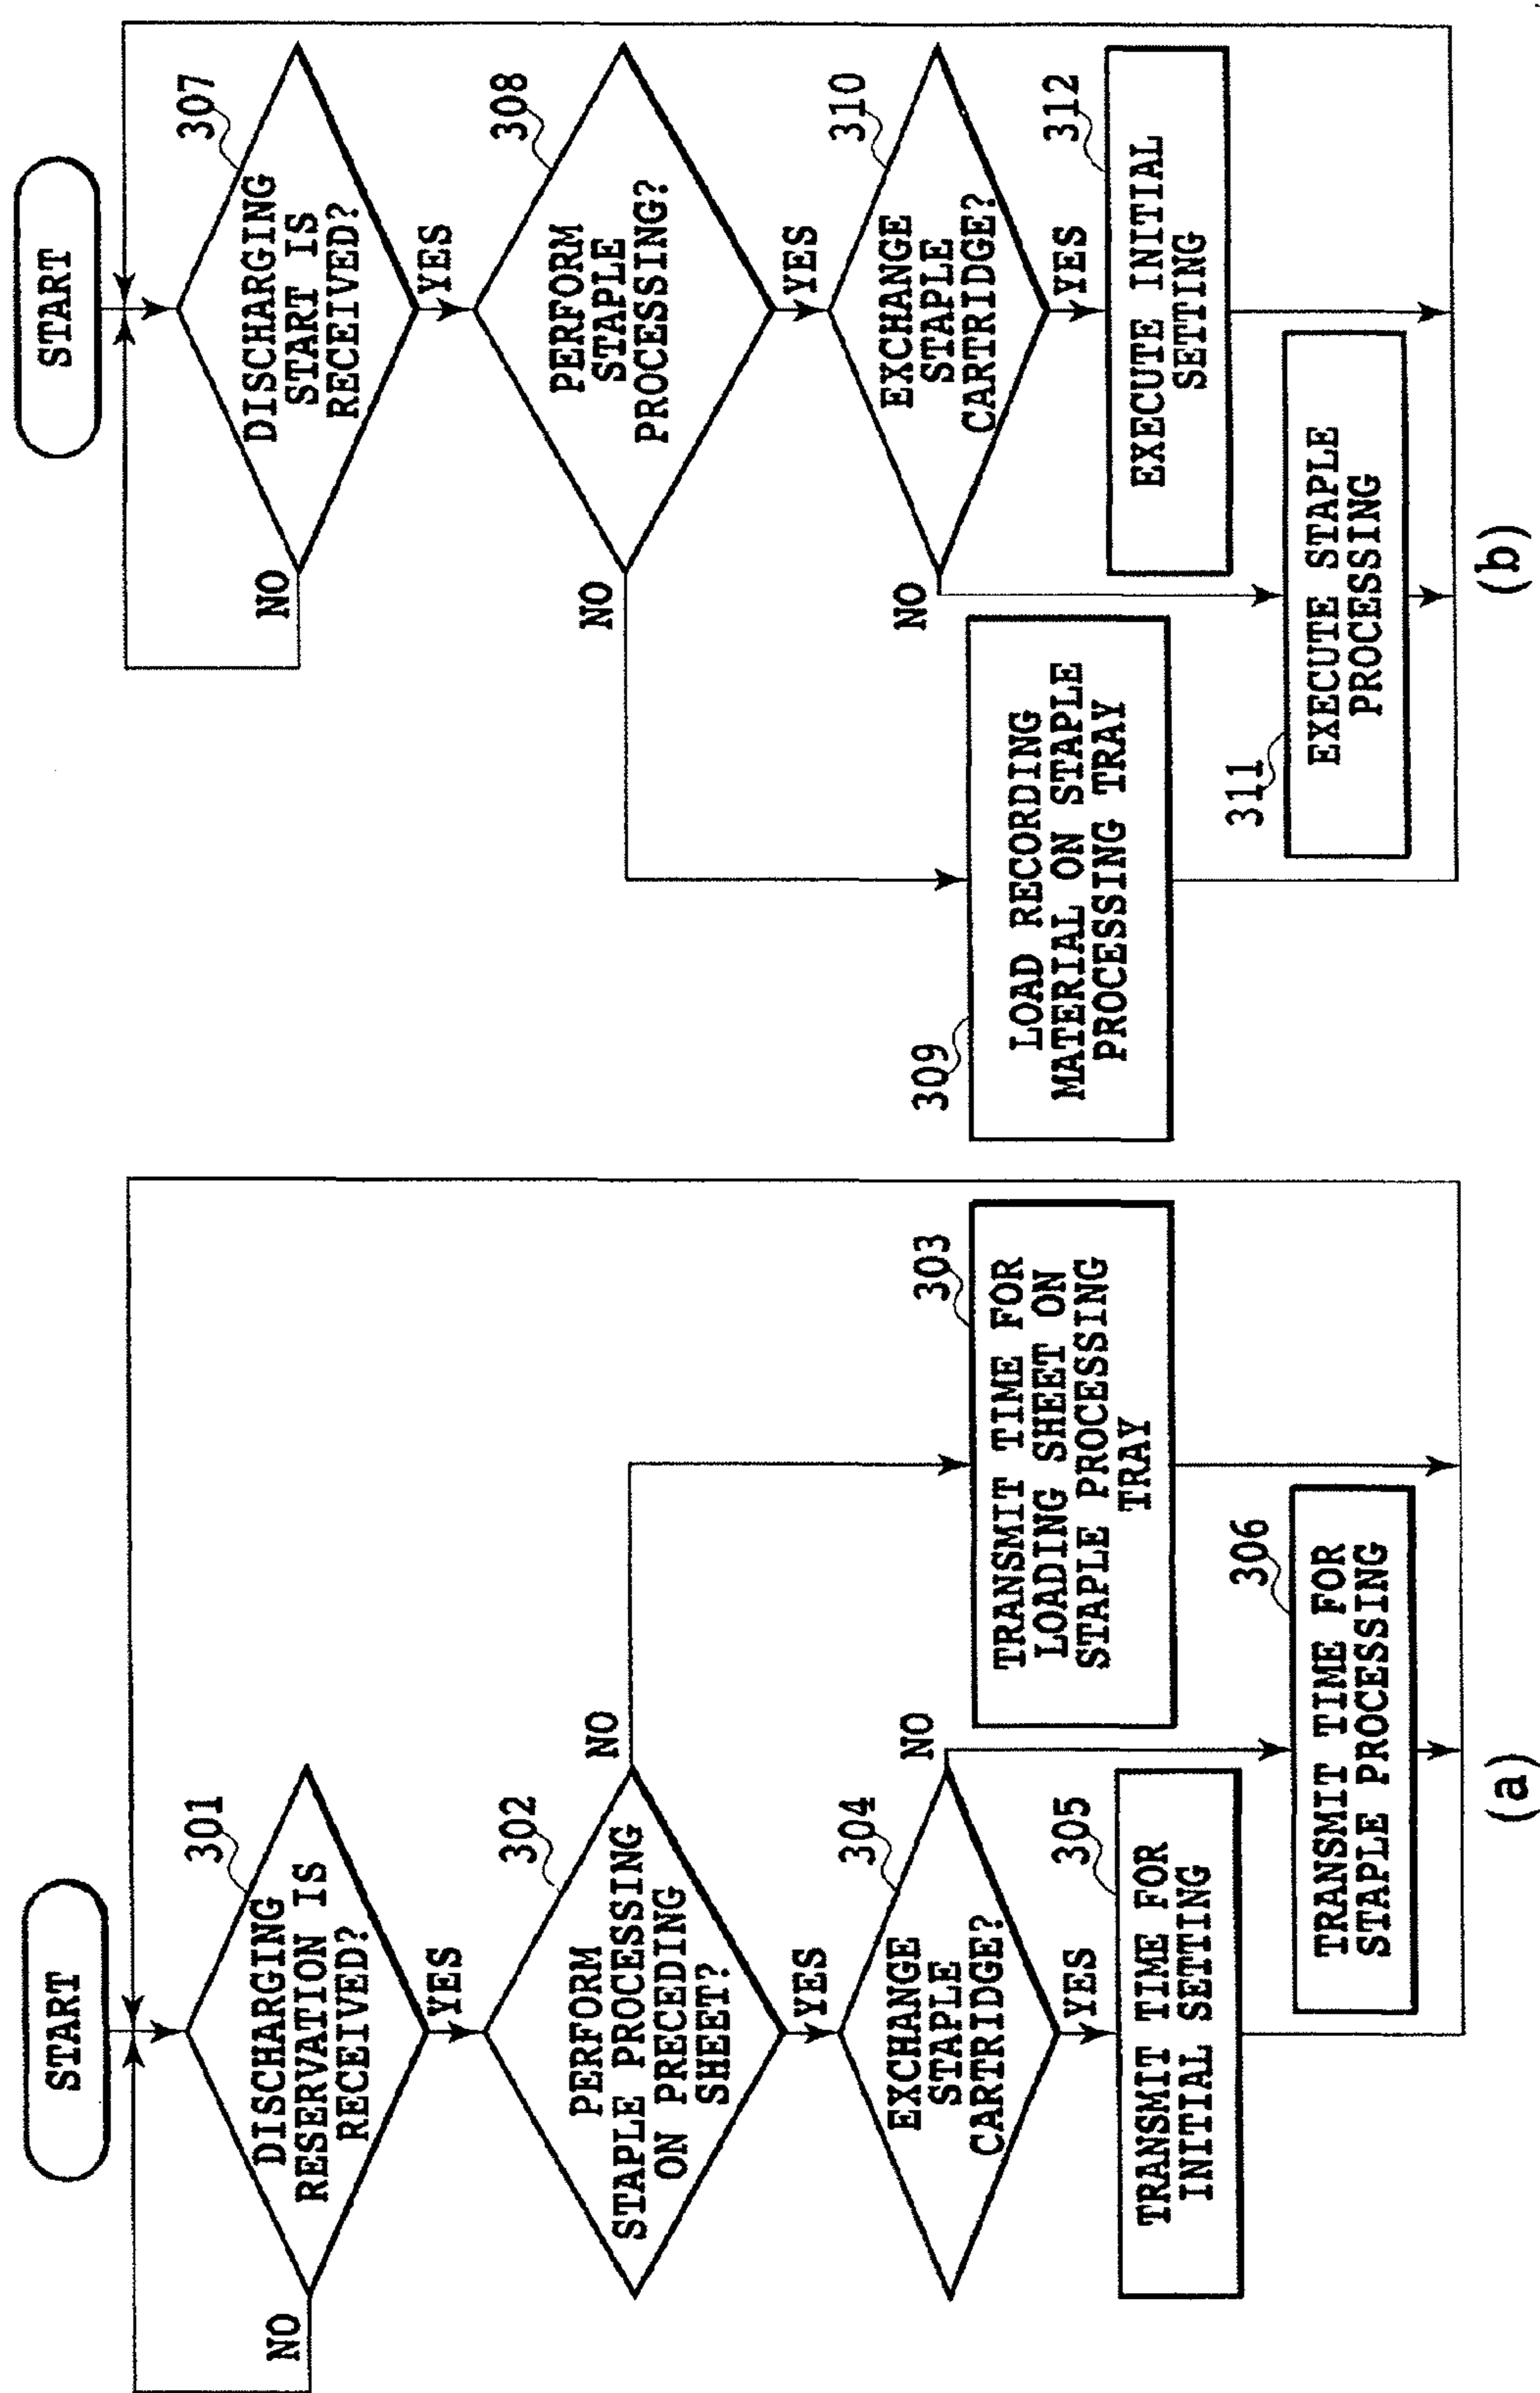 START
301
DISCHARGING
RESERVATION IS
RECEIVED?
NO
YES
302
PERFORM
STAPLE PROCESSING
ON PRECEDING
SHEET?
NO
YES
303
TRANSMIT TIME FOR
LOADING SHEET ON
STAPLE PROCESSING
TRAY
304
EXCHANGE
STAPLE
CARTRIDGE?
NO
YES
305
TRANSMIT TIME FOR
INITIAL SETTING
306
TRANSMIT TIME FOR
STAPLE PROCESSING
(a)
START
307
DISCHARGING
START IS
RECEIVED?
NO
YES
308
PERFORM
STAPLE
PROCESSING?
NO
YES
309
LOAD RECORDING
MATERIAL ON STAPLE
PROCESSING TRAY
310
EXCHANGE
STAPLE
CARTRIDGE?
NO
YES
312
EXECUTE INITIAL
SETTING
311
EXECUTE STAPLE
PROCESSING
(b)